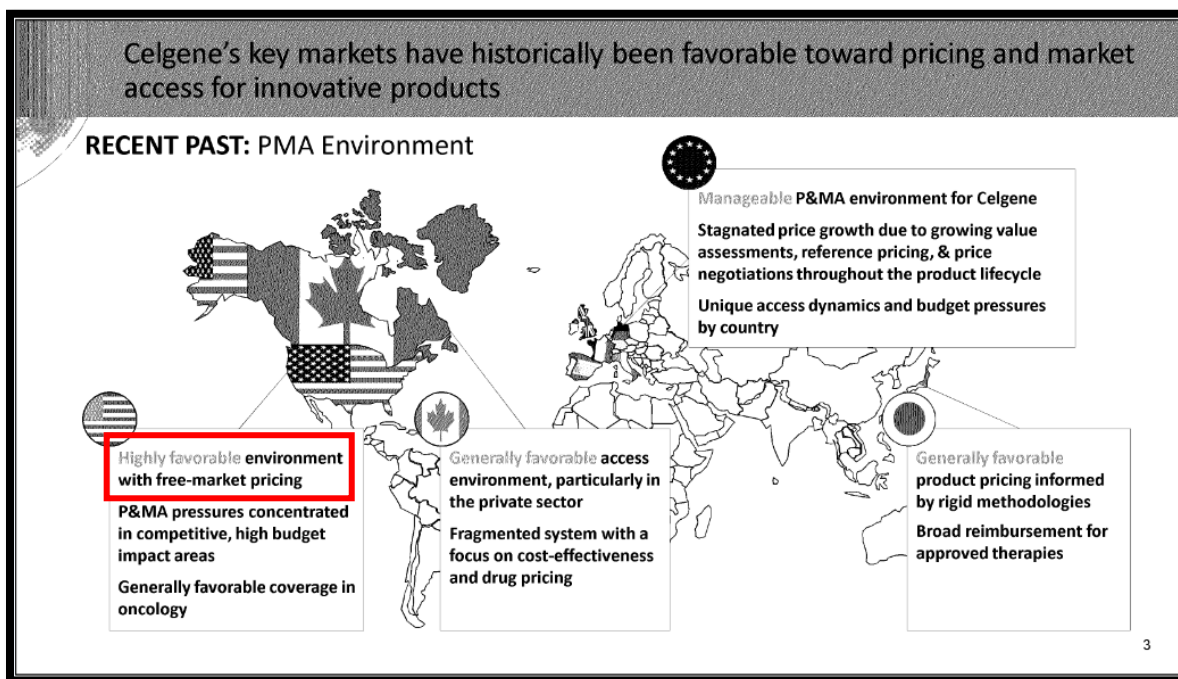 Celgene's key markets have historically been favorable toward pricing and market
access for innovative products
RECENT PAST: PMA Environment
Manageable P&MA environment for Celgene
Stagnated price growth due to growing value
assessments, reference pricing, & price
negotiations throughout the product lifecycle
Unique access dynamics and budget pressures
by country
Highly favorable environment
with free-market pricing
P&MA pressures concentrated
in competitive, high budget
impact areas
Generally favorable coverage in
oncology
Generally favorable access
environment, particularly in
the private sector
Fragmented system with a
focus on cost-effectiveness
and drug pricing
Generally favorable
product pricing informed
by rigid methodologies
Broad reimbursement for
approved therapies
3